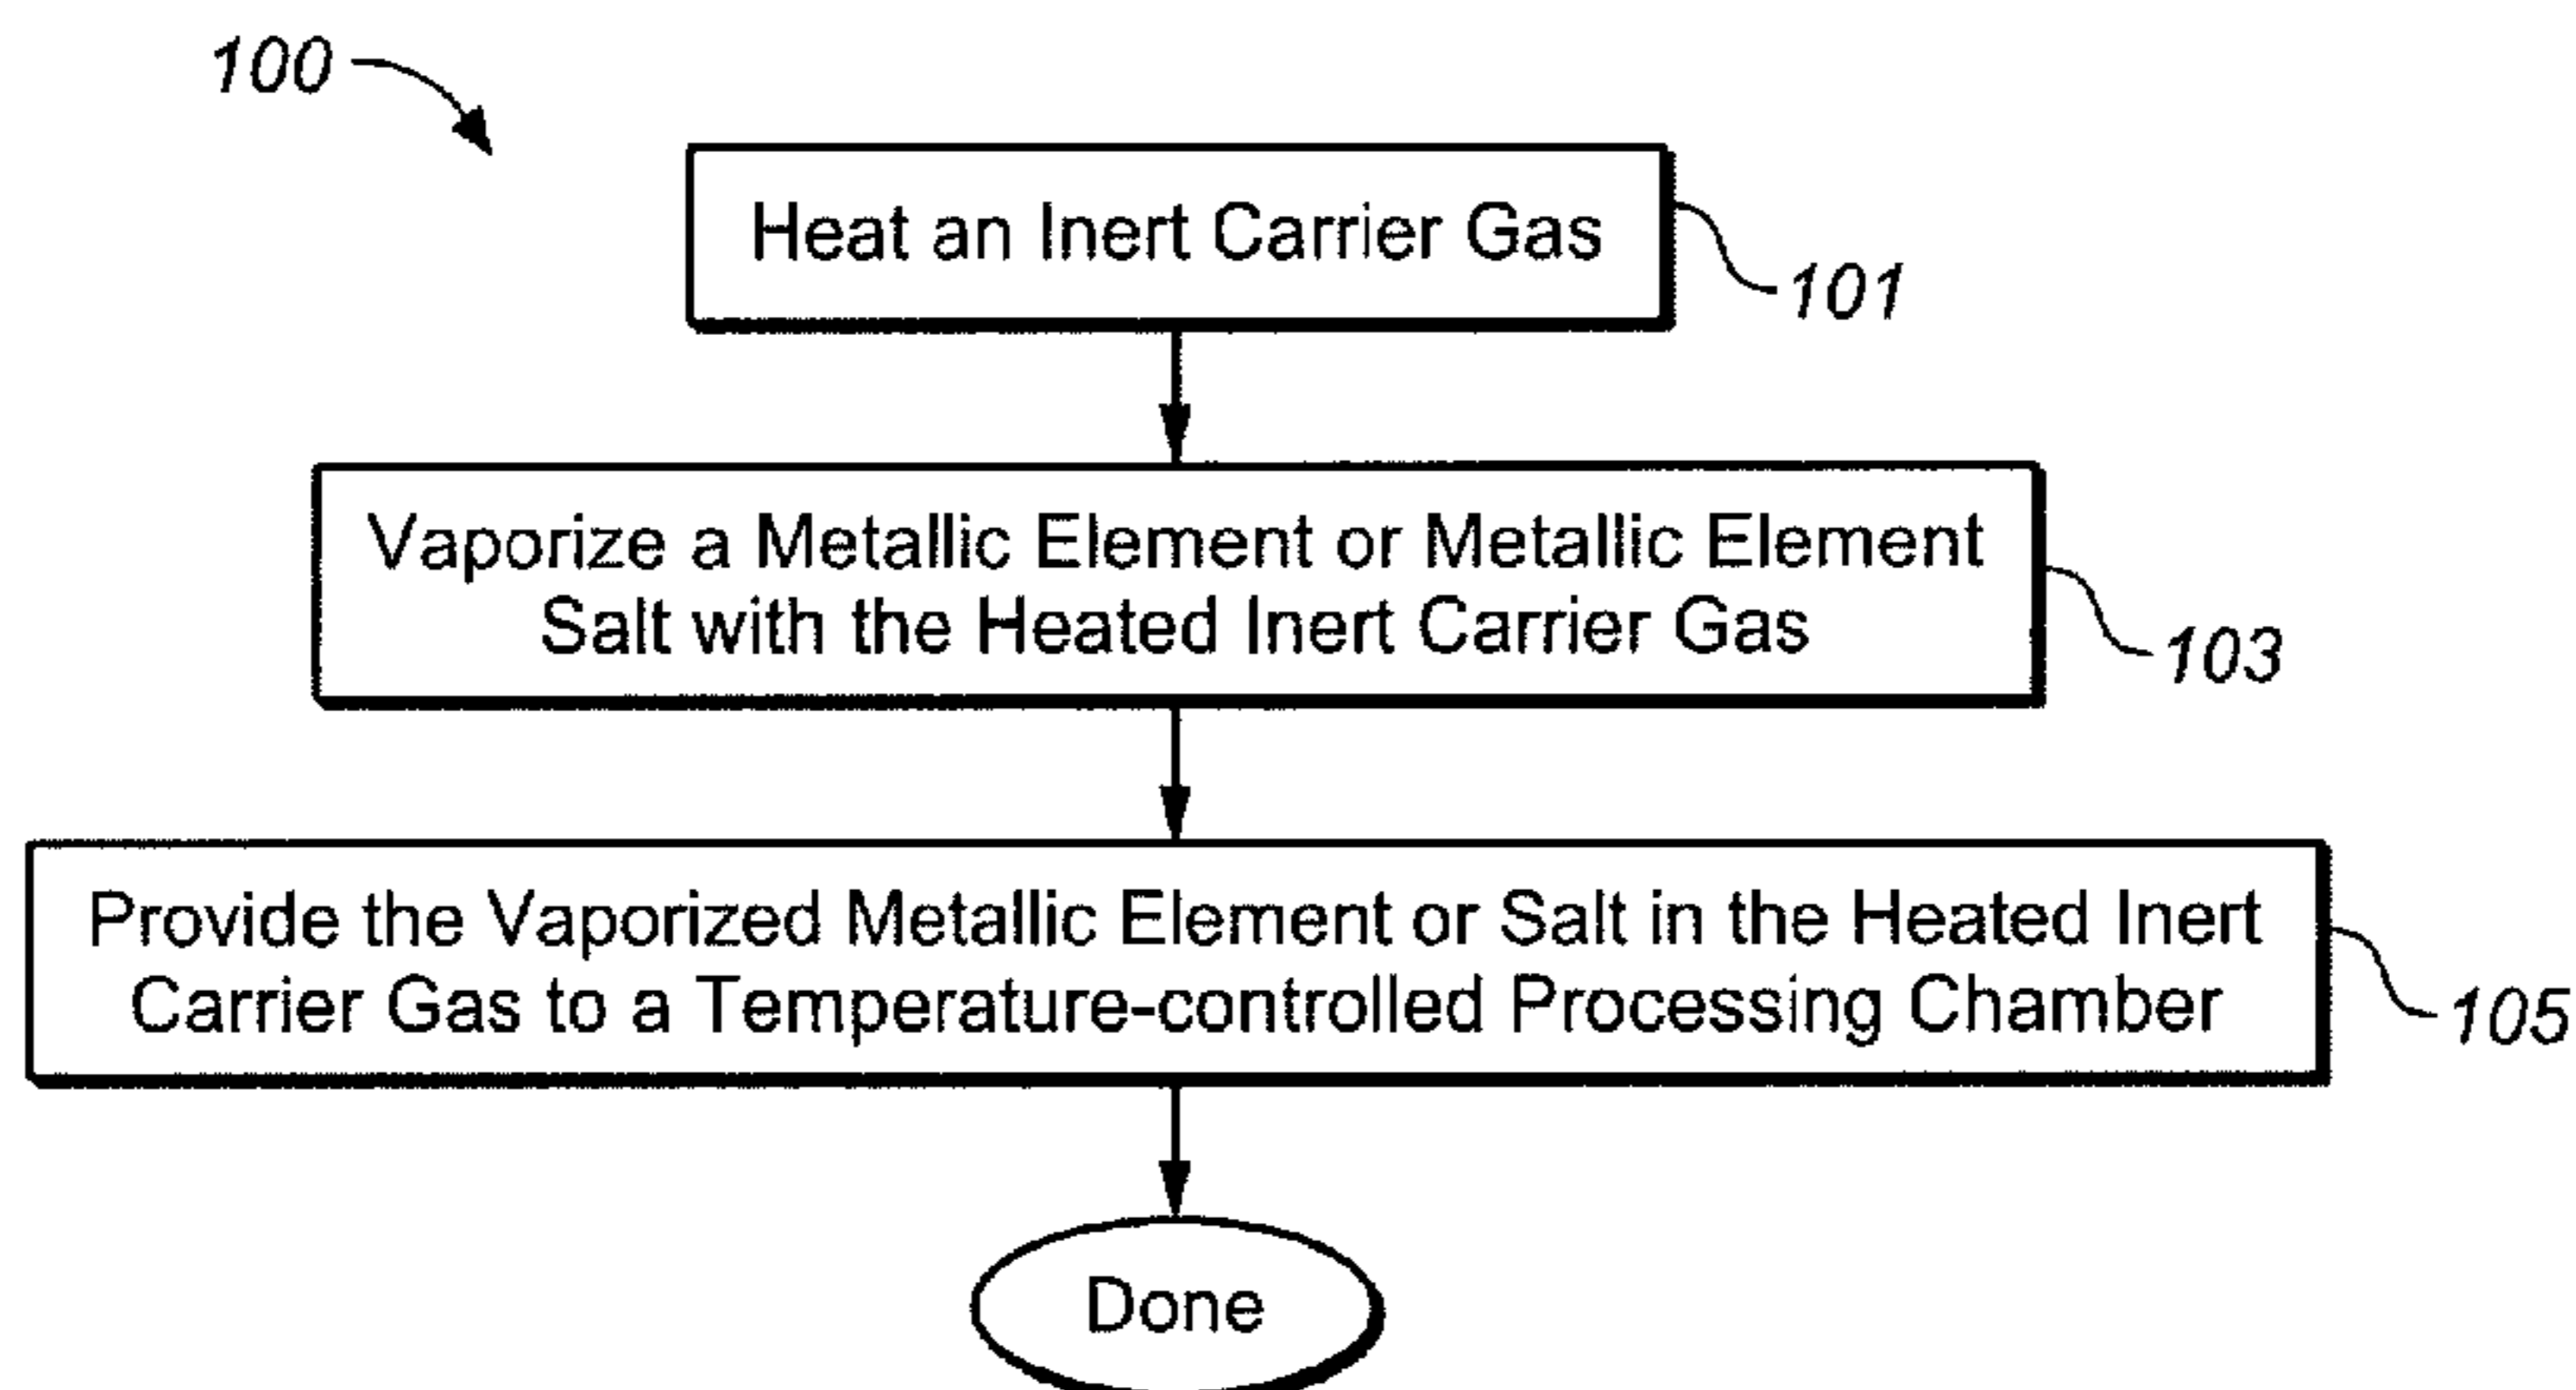 100
Heat an Inert Carrier Gas
101
Vaporize a Metallic Element or Metallic Element
Salt with the Heated Inert Carrier Gas
103
Provide the Vaporized Metallic Element or Salt in the Heated Inert
Carrier Gas to a Temperature-controlled Processing Chamber
105
Done